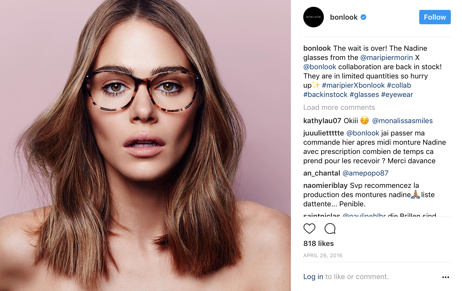 bonlook
Follow
bonlook The wait is over! The Nadine
glasses from the @maripiermorin X
@bonlook collaboration are back in stock!
They are in limited quantities so hurry
up✨ #maripierXbonlook #collab
#backinstock #glasses #eyewear
Load more comments
kathylau07 Okiii 😚 @monalissasmiles
juuulietttttte @bonlook jai passer ma
commande hier apres midi monture Nadine
avec prescription combien de temps ca
prend pour les recevoir ? Merci davance
an_chantal @amepopo87
naomieriblay Svp recommencez la
production des montures nadine🙏🏽liste
dattente... Penible.
818 likes
APRIL 26, 2016
Log in to like or comment.